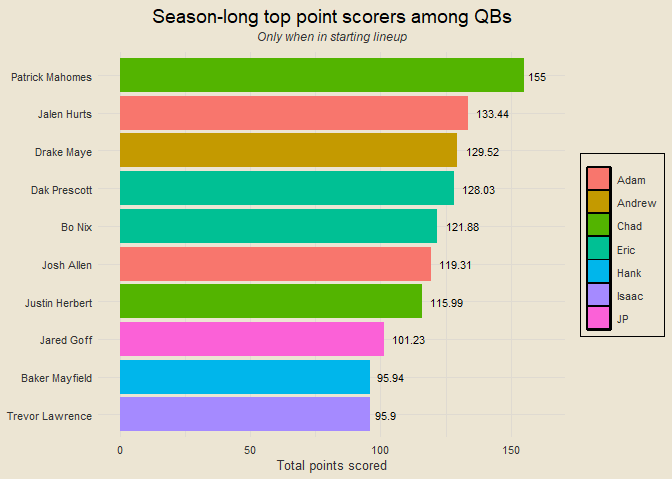 Season-long top point scorers among QBs
Only when in starting lineup
Patrick Mahomes 155
Jalen Hurts 133.44
Drake Maye 129.52
Dak Prescott 128.03
Bo Nix 121.88
Josh Allen 119.31
Justin Herbert 115.99
Jared Goff 101.23
Baker Mayfield 95.94
Trevor Lawrence 95.9
0 50 100 150
Total points scored
Adam
Andrew
Chad
Eric
Hank
Isaac
JP